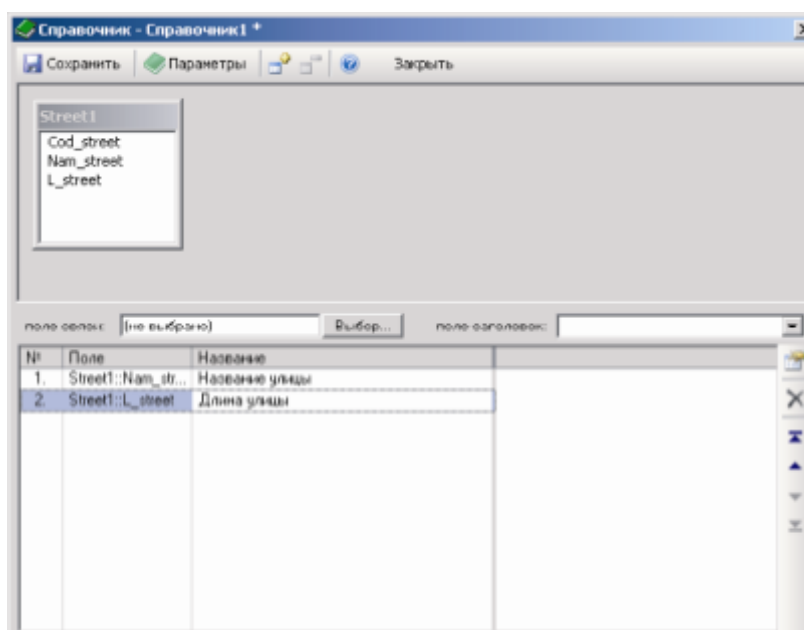 Справочник - Справочник1 *
Сохранить Параметры Закрыть
Street1
Cod_street
Nam_street
L_street
поле связи: (не выбрано) Выбор... поле-заголовок:
№ Поле Название
1. Street1::Nam_str... Название улицы
2. Street1::L_street Длина улицы